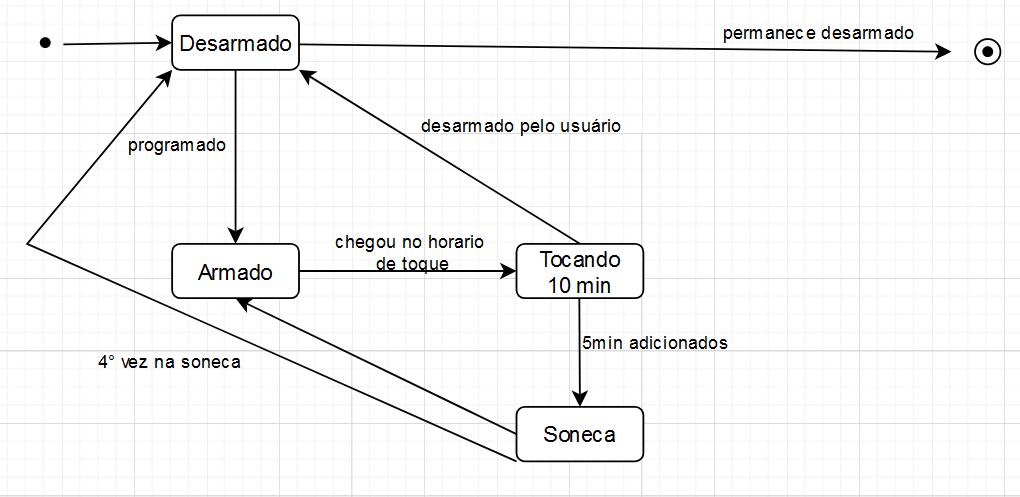 permanece desarmado
Desarmado
desarmado pelo usuário
programado
chegou no horario
de toque
Tocando
10 min
Armado
5min adicionados
4° vez na soneca
Soneca